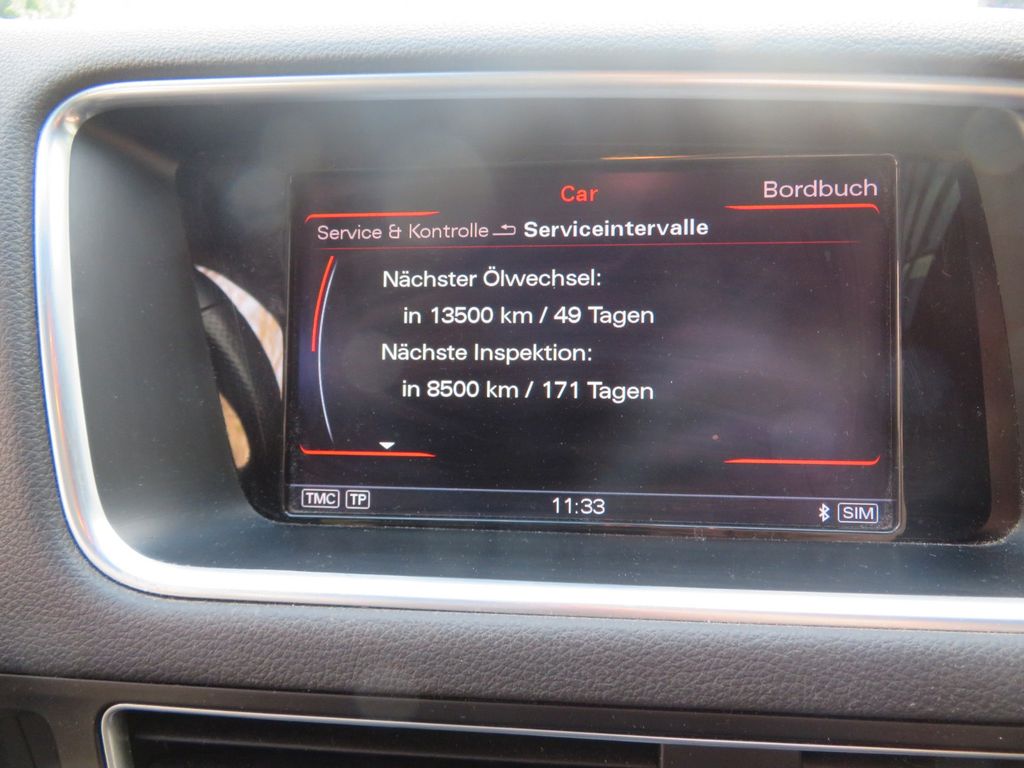 Car
Bordbuch
Service & Kontrolle Serviceintervalle
Nächster Ölwechsel:
in 13500 km / 49 Tagen
Nächste Inspektion:
in 8500 km / 171 Tagen
TMC TP 11:33 SIM